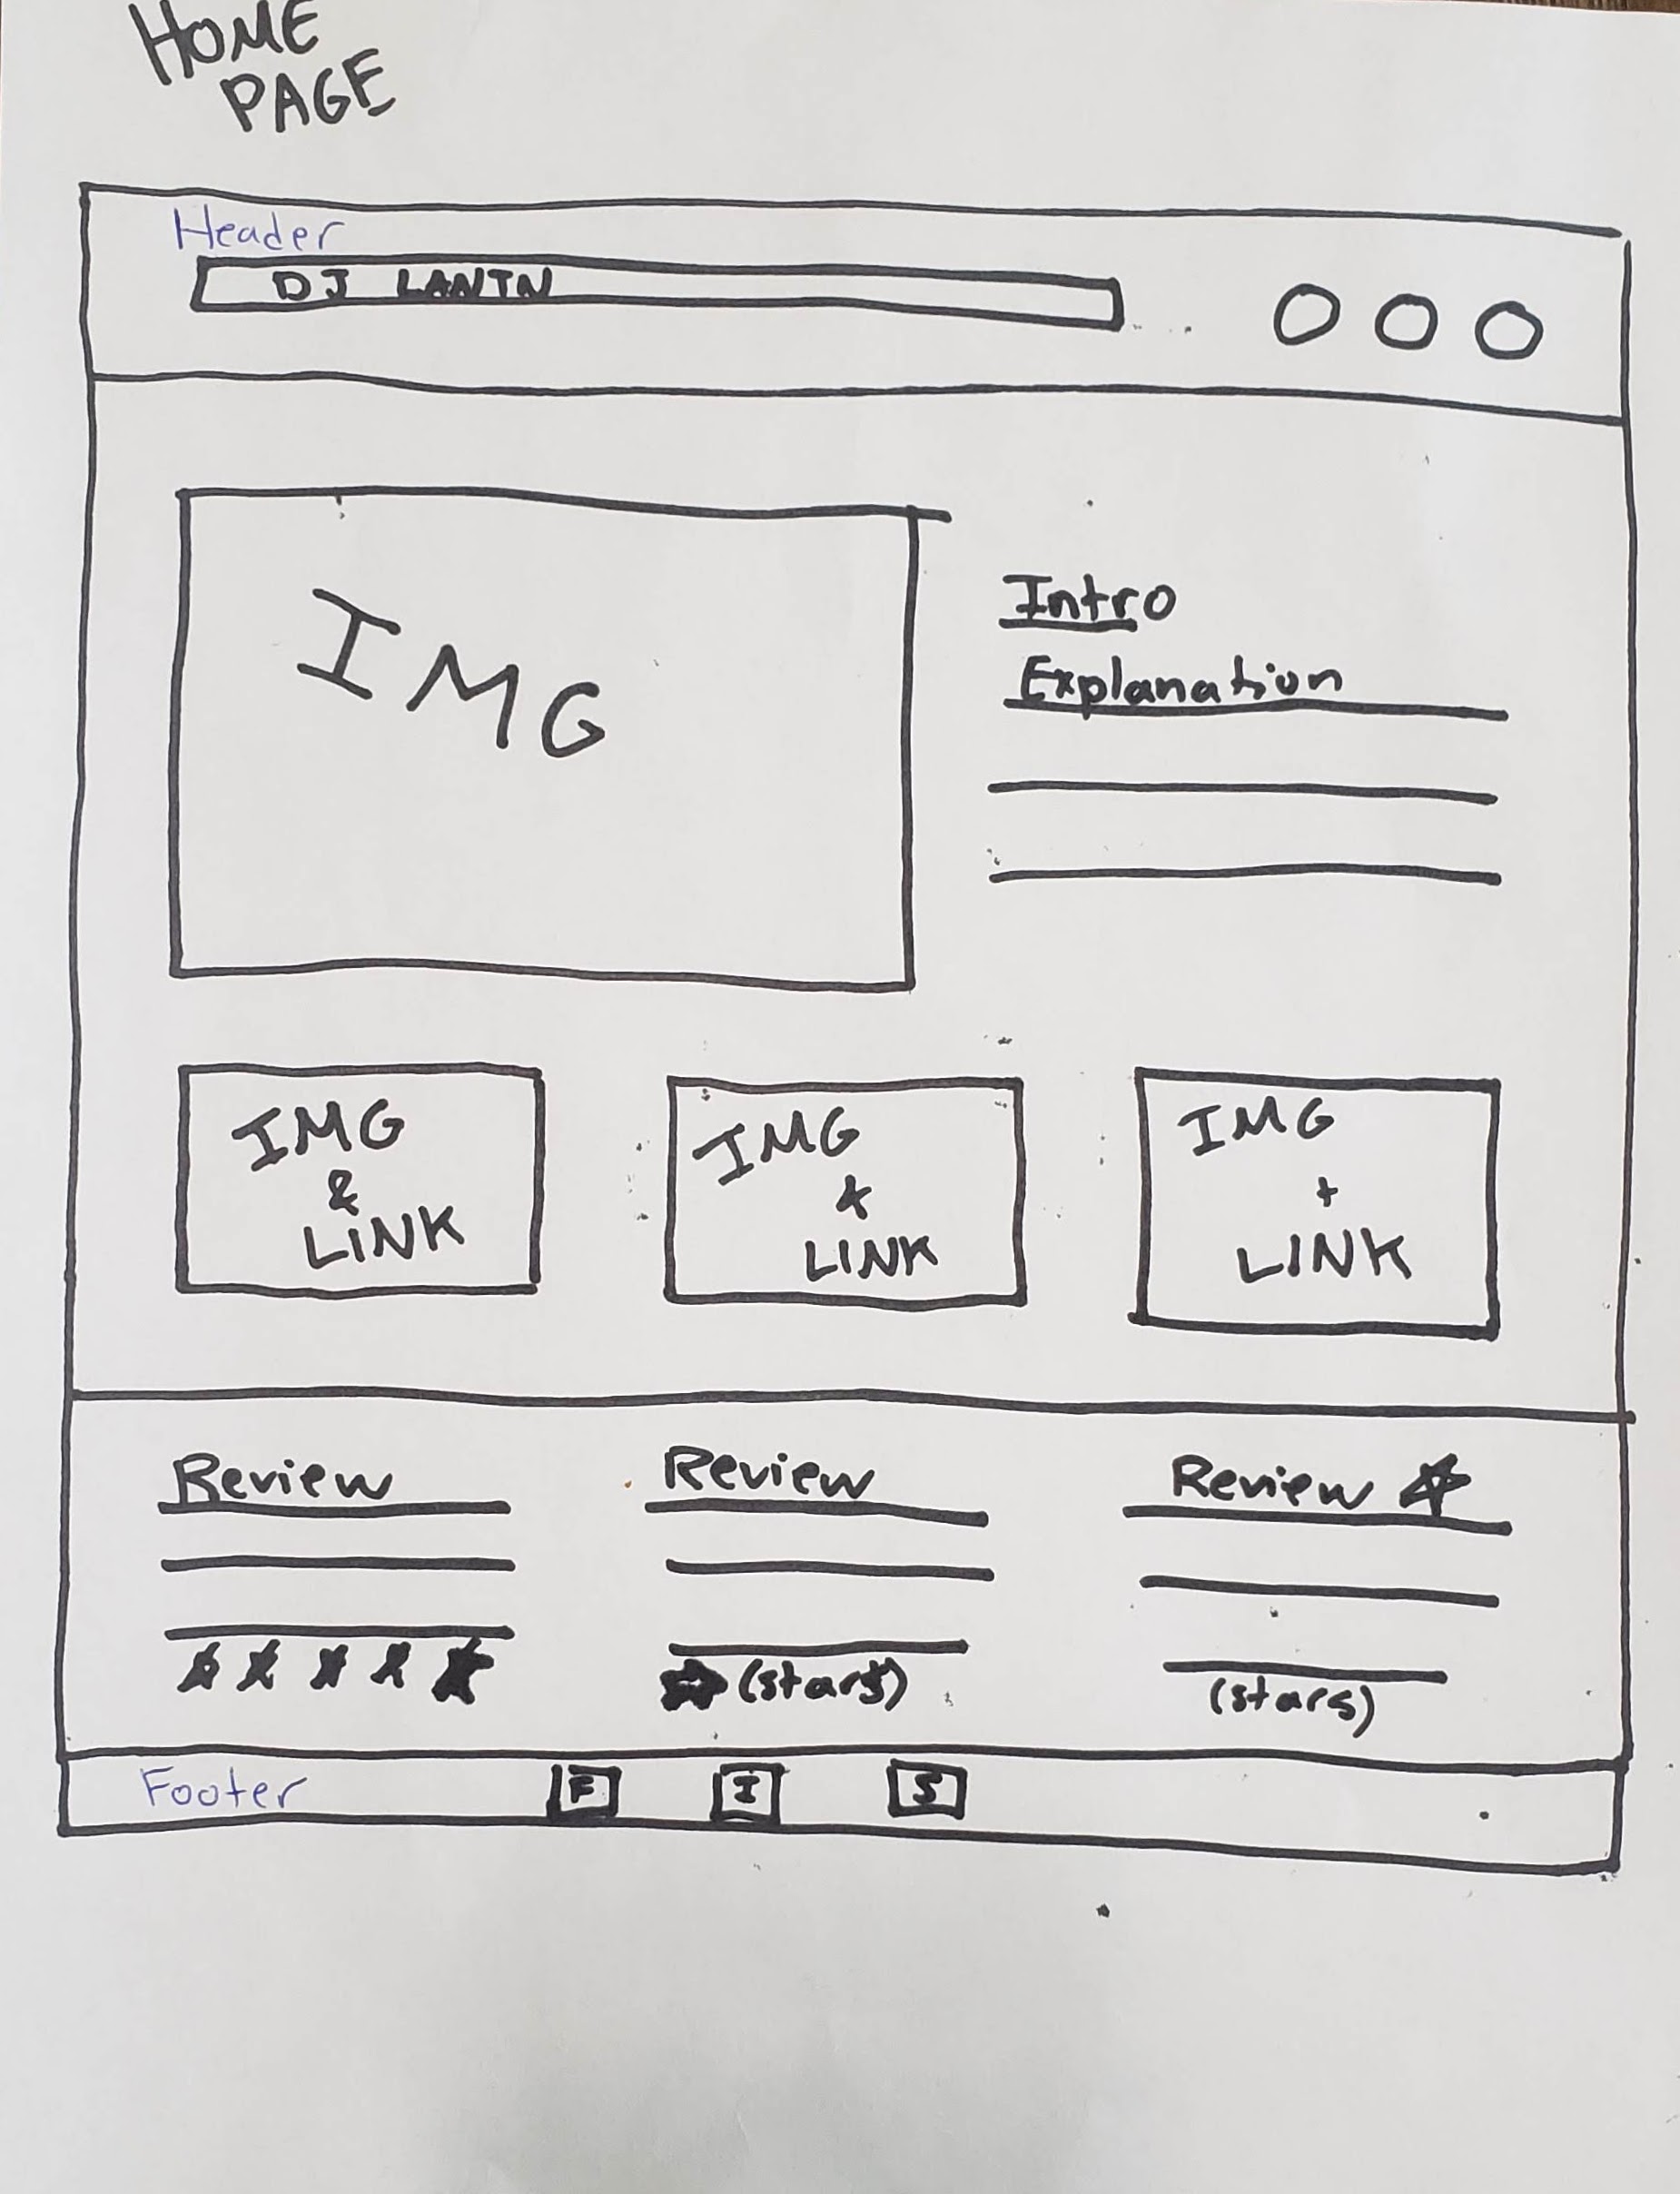 HOME
PAGE
Header
DJ LANTN
IMG
Intro
Explanation
IMG
&
LINK
IMG
&
LINK
IMG
+
LINK
Review
Review
Review
(stars)
(stars)
Footer
F
I
S